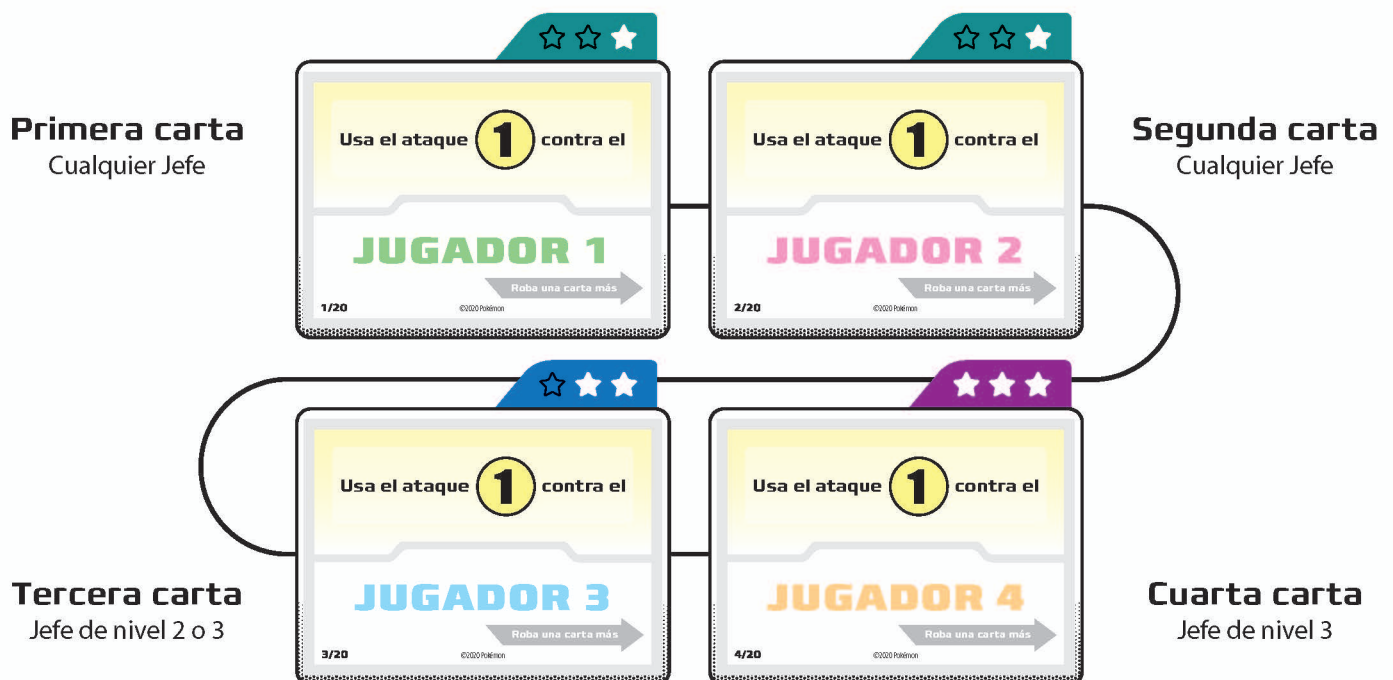 Primera carta
Cualquier Jefe
Usa el ataque 1 contra el
JUGADOR 1
Roba una carta más
1/20
©2020 Pokémon
Usa el ataque 1 contra el
JUGADOR 2
Roba una carta más
2/20
©2020 Pokémon
Segunda carta
Cualquier Jefe
Tercera carta
Jefe de nivel 2 o 3
Usa el ataque 1 contra el
JUGADOR 3
Roba una carta más
3/20
©2020 Pokémon
Usa el ataque 1 contra el
JUGADOR 4
Roba una carta más
4/20
©2020 Pokémon
Cuarta carta
Jefe de nivel 3